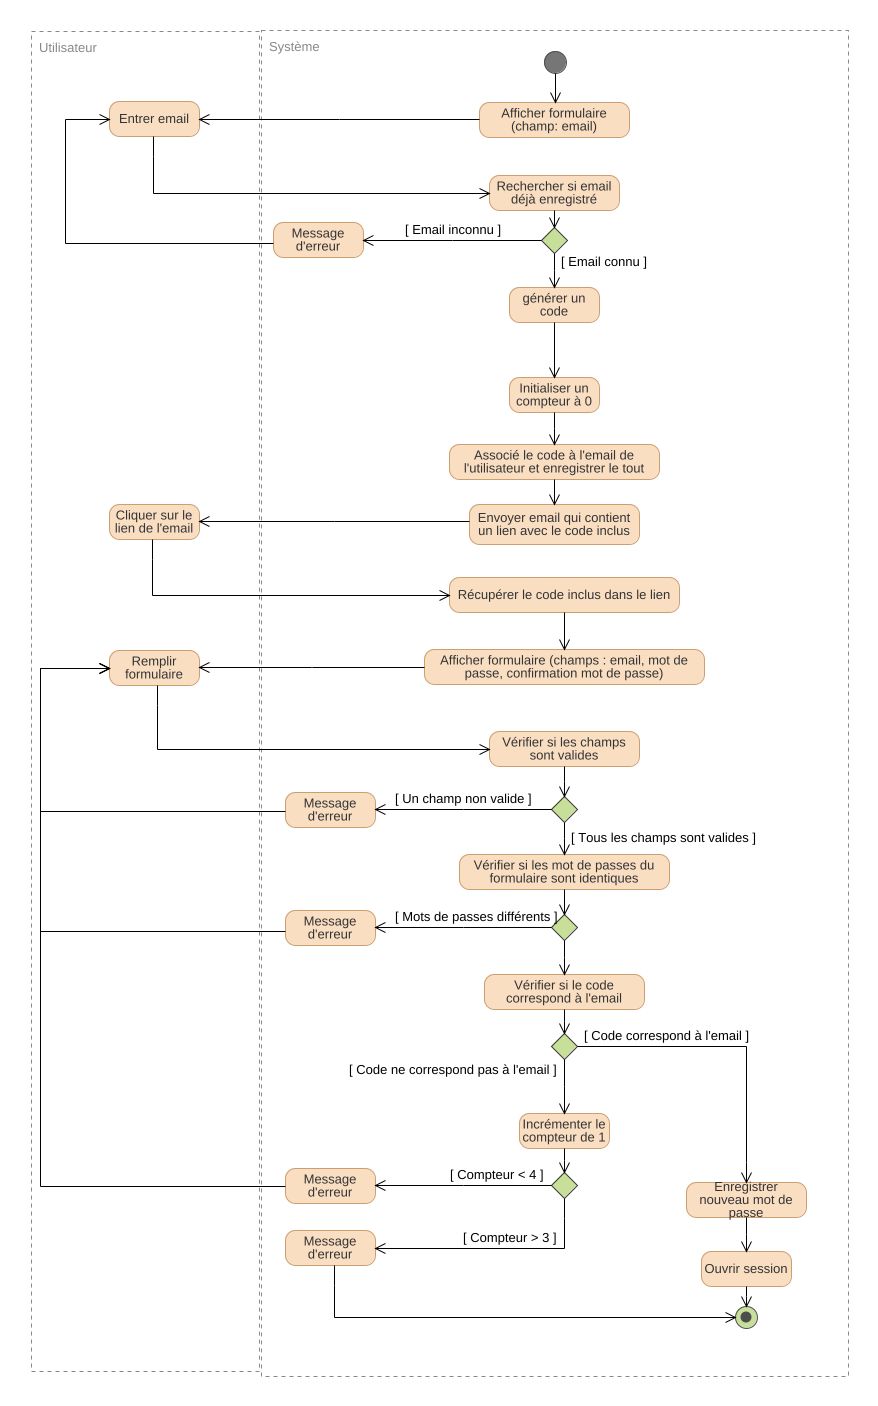 Utilisateur
Système
Afficher formulaire
(champ: email)
Entrer email
Rechercher si email
déjà enregistré
[ Email inconnu ]
Message
d'erreur
[ Email connu ]
générer un
code
Initialiser un
compteur à 0
Associé le code à l'email de
l'utilisateur et enregistrer le tout
Envoyer email qui contient
un lien avec le code inclus
Cliquer sur le
lien de l'email
Récupérer le code inclus dans le lien
Afficher formulaire (champs : email, mot de
passe, confirmation mot de passe)
Remplir
formulaire
Vérifier si les champs
sont valides
[ Un champ non valide ]
Message
d'erreur
[ Tous les champs sont valides ]
Vérifier si les mot de passes du
formulaire sont identiques
[ Mots de passes différents ]
Message
d'erreur
Vérifier si le code
correspond à l'email
[ Code correspond à l'email ]
[ Code ne correspond pas à l'email ]
Incrémenter le
compteur de 1
[ Compteur < 4 ]
Message
d'erreur
Enregistrer
nouveau mot de
passe
[ Compteur > 3 ]
Message
d'erreur
Ouvrir session